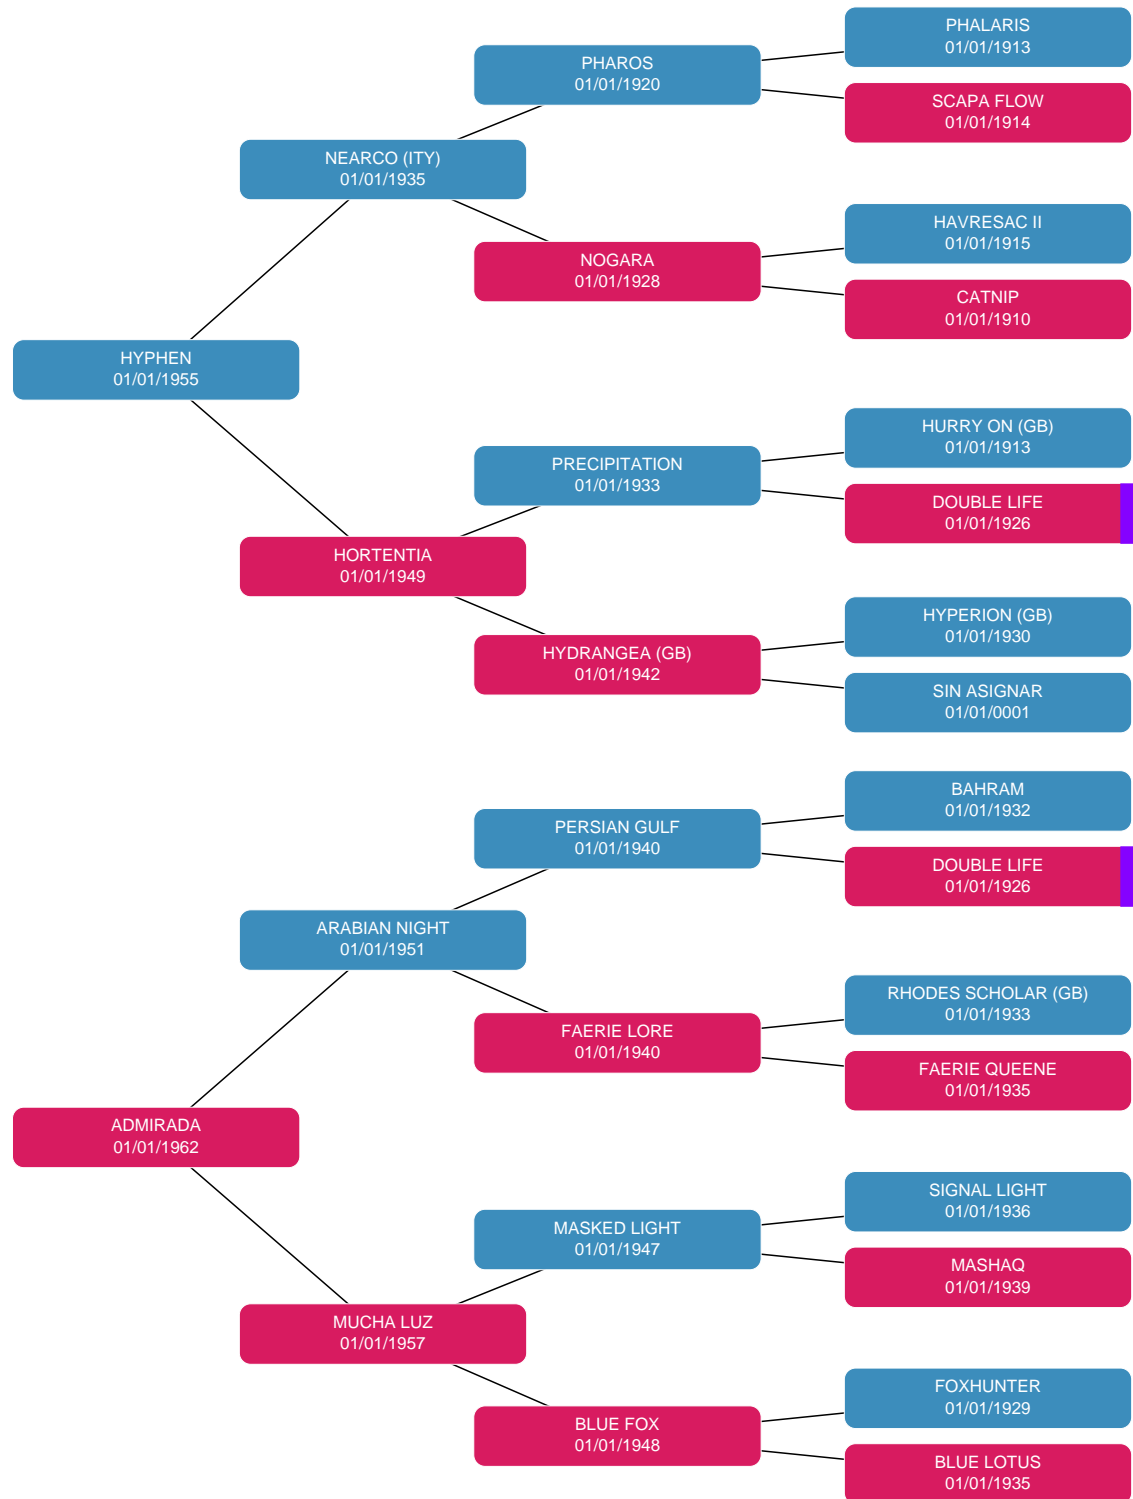 PHALARIS
01/01/1913
PHAROS
01/01/1920
SCAPA FLOW
01/01/1914
NEARCO (ITY)
01/01/1935
HAVRESAC II
01/01/1915
NOGARA
01/01/1928
CATNIP
01/01/1910
HYPHEN
01/01/1955
HURRY ON (GB)
01/01/1913
PRECIPITATION
01/01/1933
DOUBLE LIFE
01/01/1926
HORTENTIA
01/01/1949
HYPERION (GB)
01/01/1930
HYDRANGEA (GB)
01/01/1942
SIN ASIGNAR
01/01/0001
BAHRAM
01/01/1932
PERSIAN GULF
01/01/1940
DOUBLE LIFE
01/01/1926
ARABIAN NIGHT
01/01/1951
RHODES SCHOLAR (GB)
01/01/1933
FAERIE LORE
01/01/1940
FAERIE QUEENE
01/01/1935
ADMIRADA
01/01/1962
SIGNAL LIGHT
01/01/1936
MASKED LIGHT
01/01/1947
MASHAQ
01/01/1939
MUCHA LUZ
01/01/1957
FOXHUNTER
01/01/1929
BLUE FOX
01/01/1948
BLUE LOTUS
01/01/1935